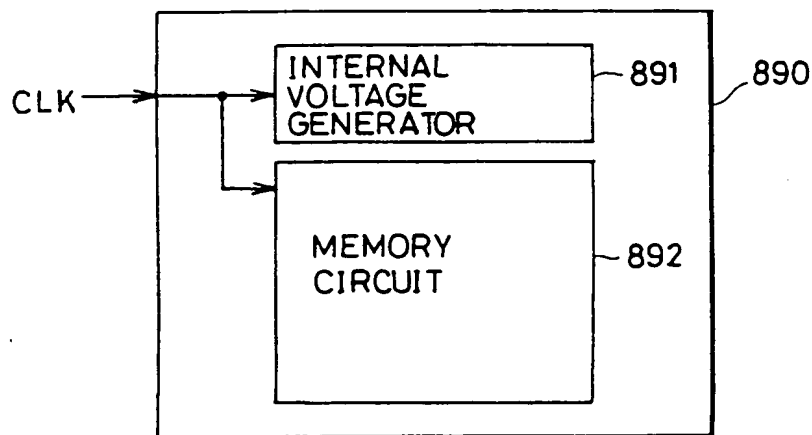 INTERNAL
VOLTAGE
GENERATOR
891
890
CLK
MEMORY
CIRCUIT
892